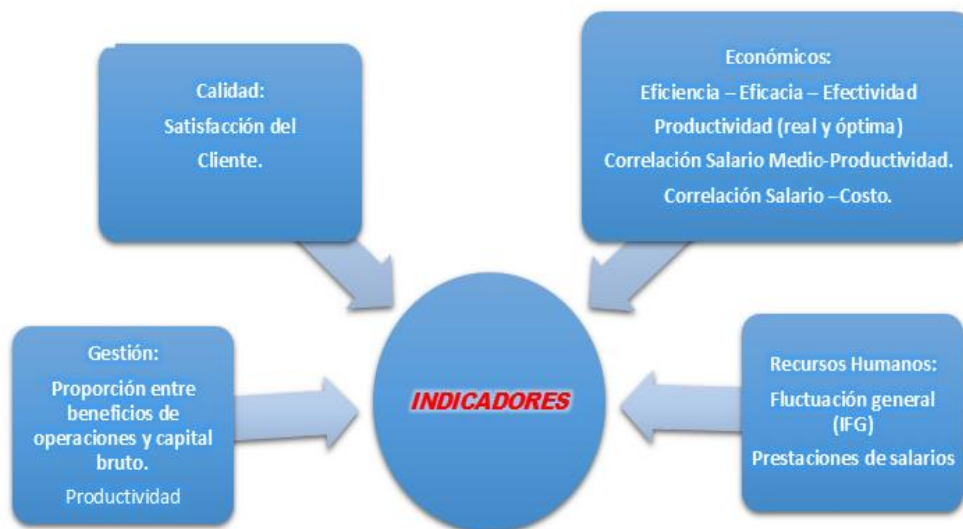 Calidad:
Satisfacción del
Cliente.
Económicos:
Eficiencia – Eficacia – Efectividad
Productividad (real y óptima)
Correlación Salario Medio-Productividad.
Correlación Salario –Costo.
Gestión:
Proporción entre
beneficios de
operaciones y capital
bruto.
Productividad
INDICADORES
Recursos Humanos:
Fluctuación general
(IFG)
Prestaciones de salarios